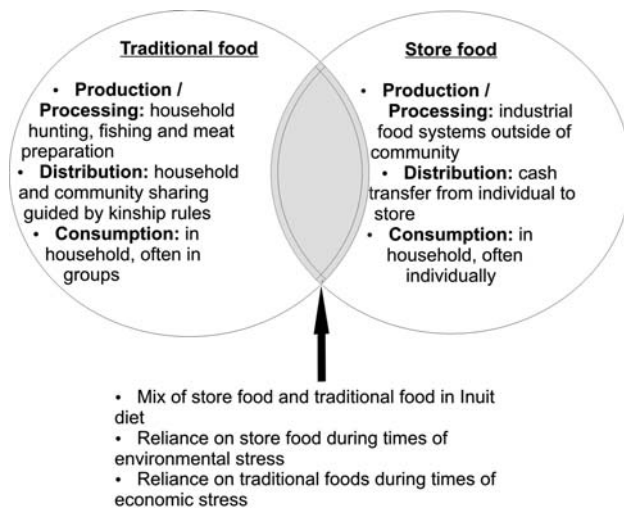 Traditional food
• Production /
Processing: household
hunting, fishing and meat
preparation
• Distribution: household
and community sharing
guided by kinship rules
• Consumption: in
household, often in
groups
Store food
• Production /
Processing: industrial
food systems outside of
community
• Distribution: cash
transfer from individual to
store
• Consumption: in
household, often
individually
• Mix of store food and traditional food in Inuit
diet
• Reliance on store food during times of
environmental stress
• Reliance on traditional foods during times of
economic stress